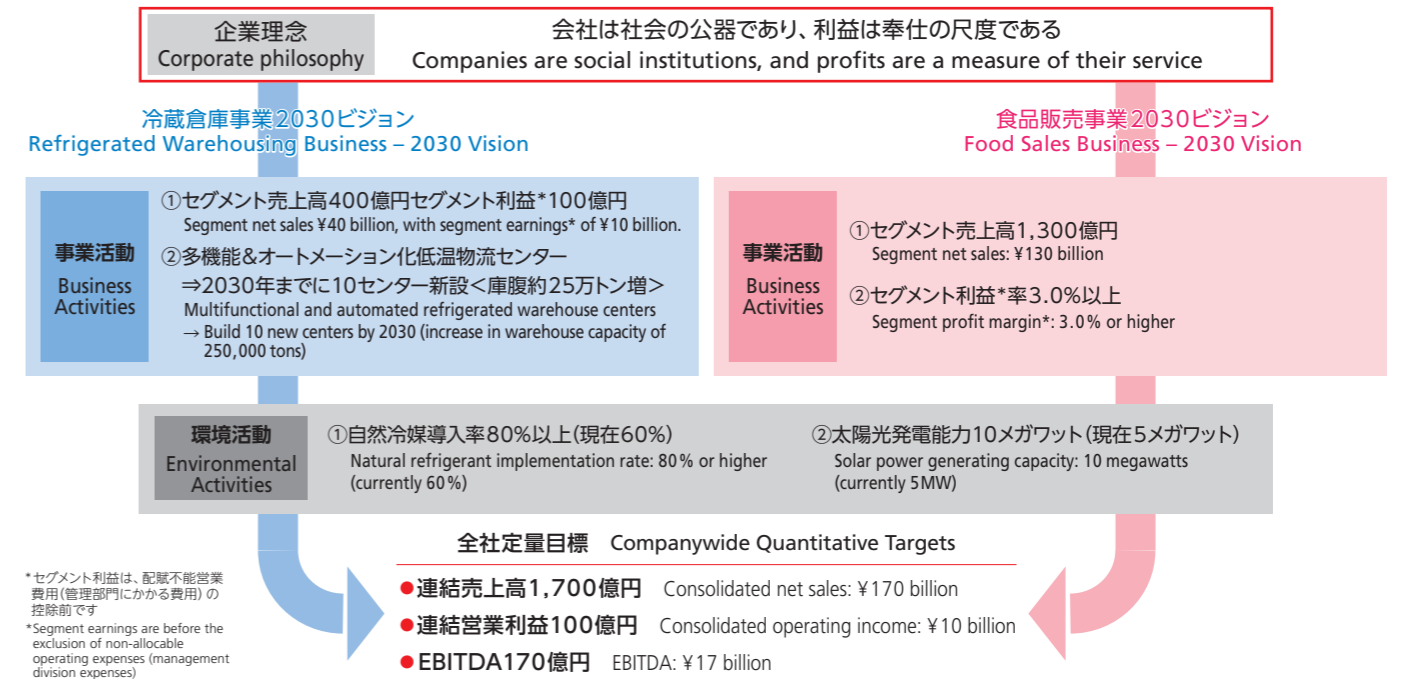 企業理念
Corporate philosophy
会社は社会の公器であり、利益は奉仕の尺度である
Companies are social institutions, and profits are a measure of their service
冷蔵倉庫事業2030ビジョン
Refrigerated Warehousing Business – 2030 Vision
事業活動
Business
Activities
①セグメント売上高400億円セグメント利益*100億円
Segment net sales ¥40 billion, with segment earnings* of ¥10 billion.
②多機能&オートメーション化低温物流センター
⇒2030年までに10センター新設<庫腹約25万トン増>
Multifunctional and automated refrigerated warehouse centers
→ Build 10 new centers by 2030 (increase in warehouse capacity of
250,000 tons)
食品販売事業2030ビジョン
Food Sales Business – 2030 Vision
事業活動
Business
Activities
①セグメント売上高1,300億円
Segment net sales: ¥130 billion
②セグメント利益*率3.0%以上
Segment profit margin*: 3.0% or higher
環境活動
Environmental
Activities
①自然冷媒導入率80%以上(現在60%)
Natural refrigerant implementation rate: 80% or higher
(currently 60%)
②太陽光発電能力10メガワット(現在5メガワット)
Solar power generating capacity: 10 megawatts
(currently 5MW)
全社定量目標 Companywide Quantitative Targets
●連結売上高1,700億円 Consolidated net sales: ¥170 billion
●連結営業利益100億円 Consolidated operating income: ¥10 billion
●EBITDA170億円 EBITDA: ¥17 billion
*セグメント利益は、配賦不能営業
費用(管理部門にかかる費用)の
控除前です
*Segment earnings are before the
exclusion of non-allocable
operating expenses (management
division expenses)